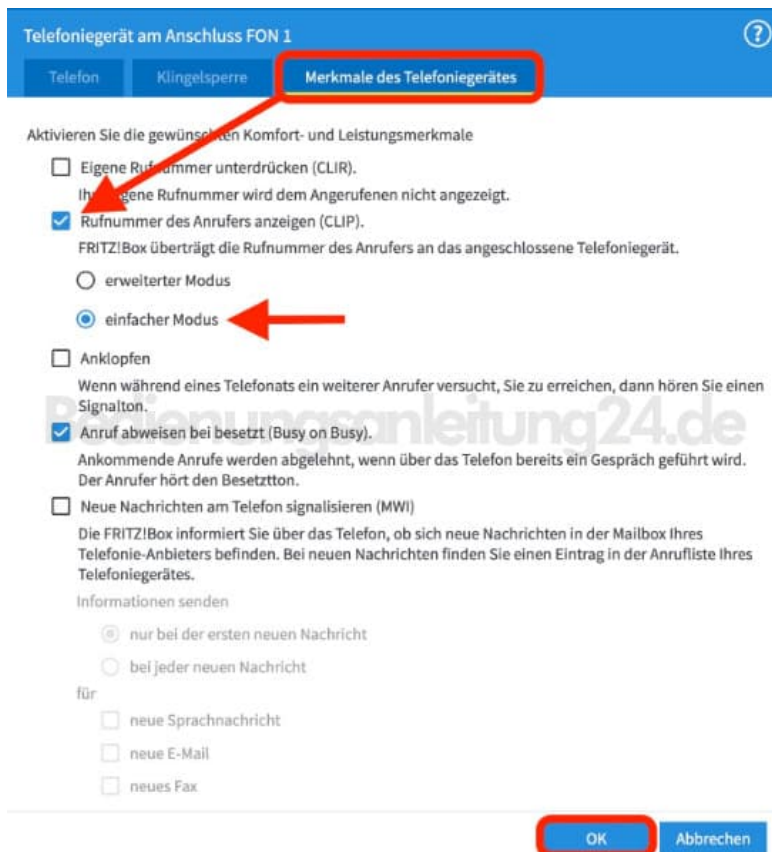 Telefoniegerät am Anschluss FON 1
?
Telefon Klingelsperre Merkmale des Telefoniegerätes
Aktivieren Sie die gewünschten Komfort- und Leistungsmerkmale
Eigene Rufnummer unterdrücken (CLIR).
Ihre eigene Rufnummer wird dem Angerufenen nicht angezeigt.
Rufnummer des Anrufers anzeigen (CLIP).
FRITZ!Box überträgt die Rufnummer des Anrufers an das angeschlossene Telefoniegerät.
erweiterter Modus
einfacher Modus
Anklopfen
Wenn während eines Telefonats ein weiterer Anrufer versucht, Sie zu erreichen, dann hören Sie einen
Signalton.
Bedienungsanleitung24.de
Anruf abweisen bei besetzt (Busy on Busy).
Ankommende Anrufe werden abgelehnt, wenn über das Telefon bereits ein Gespräch geführt wird.
Der Anrufer hört den Besetztton.
Neue Nachrichten am Telefon signalisieren (MWI)
Die FRITZ!Box informiert Sie über das Telefon, ob sich neue Nachrichten in der Mailbox Ihres
Telefonie-Anbieters befinden. Bei neuen Nachrichten finden Sie einen Eintrag in der Anrufliste Ihres
Telefoniegerätes.
Informationen senden
nur bei der ersten neuen Nachricht
bei jeder neuen Nachricht
für
neue Sprachnachricht
neue E-Mail
neues Fax
OK Abbrechen